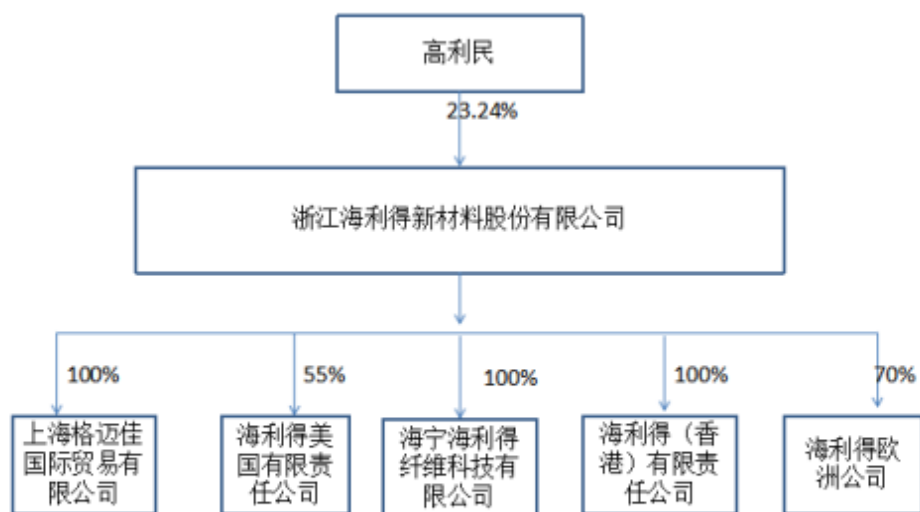 高利民
23.24%
浙江海利得新材料股份有限公司
100%
55%
100%
100%
70%
上海格迈佳
国际贸易有
限公司
海利得美
国有限责
任公司
海宁海利得
纤维科技有
限公司
海利得（香
港）有限责
任公司
海利得欧
洲公司